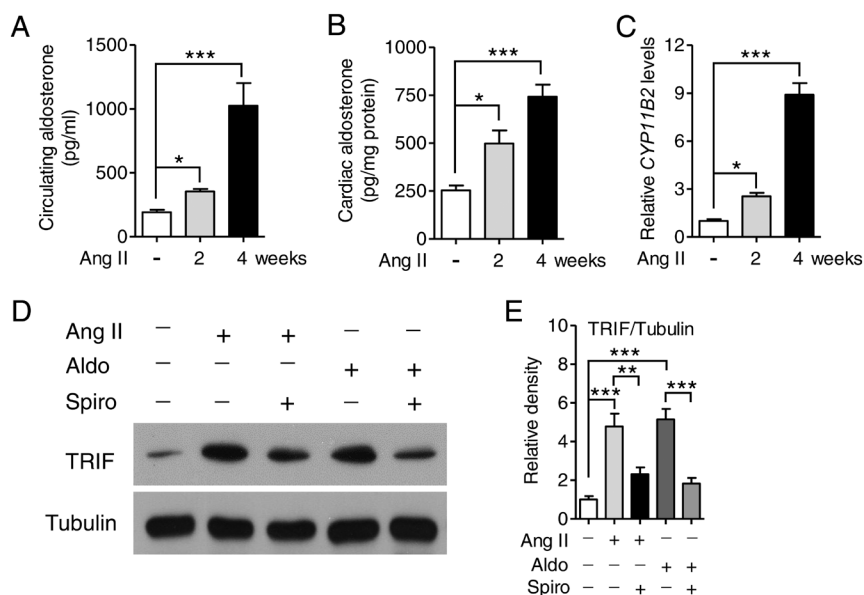 A
Circulating aldosterone
(pg/ml)
1500
1000
500
0
***
*
Ang II - 2 4 weeks
B
Cardiac aldosterone
(pg/mg protein)
1000
750
500
250
0
***
*
Ang II - 2 4 weeks
C
Relative CYP11B2 levels
12
9
6
3
0
***
*
Ang II - 2 4 weeks
D
Ang II − + + − −
Aldo − − − + +
Spiro − − + − +
TRIF
Tubulin
E
TRIF/Tubulin
Relative density
10
8
6
4
2
0
***
**
*** ***
Ang II − + + − −
Aldo − − − + +
Spiro − − + − +